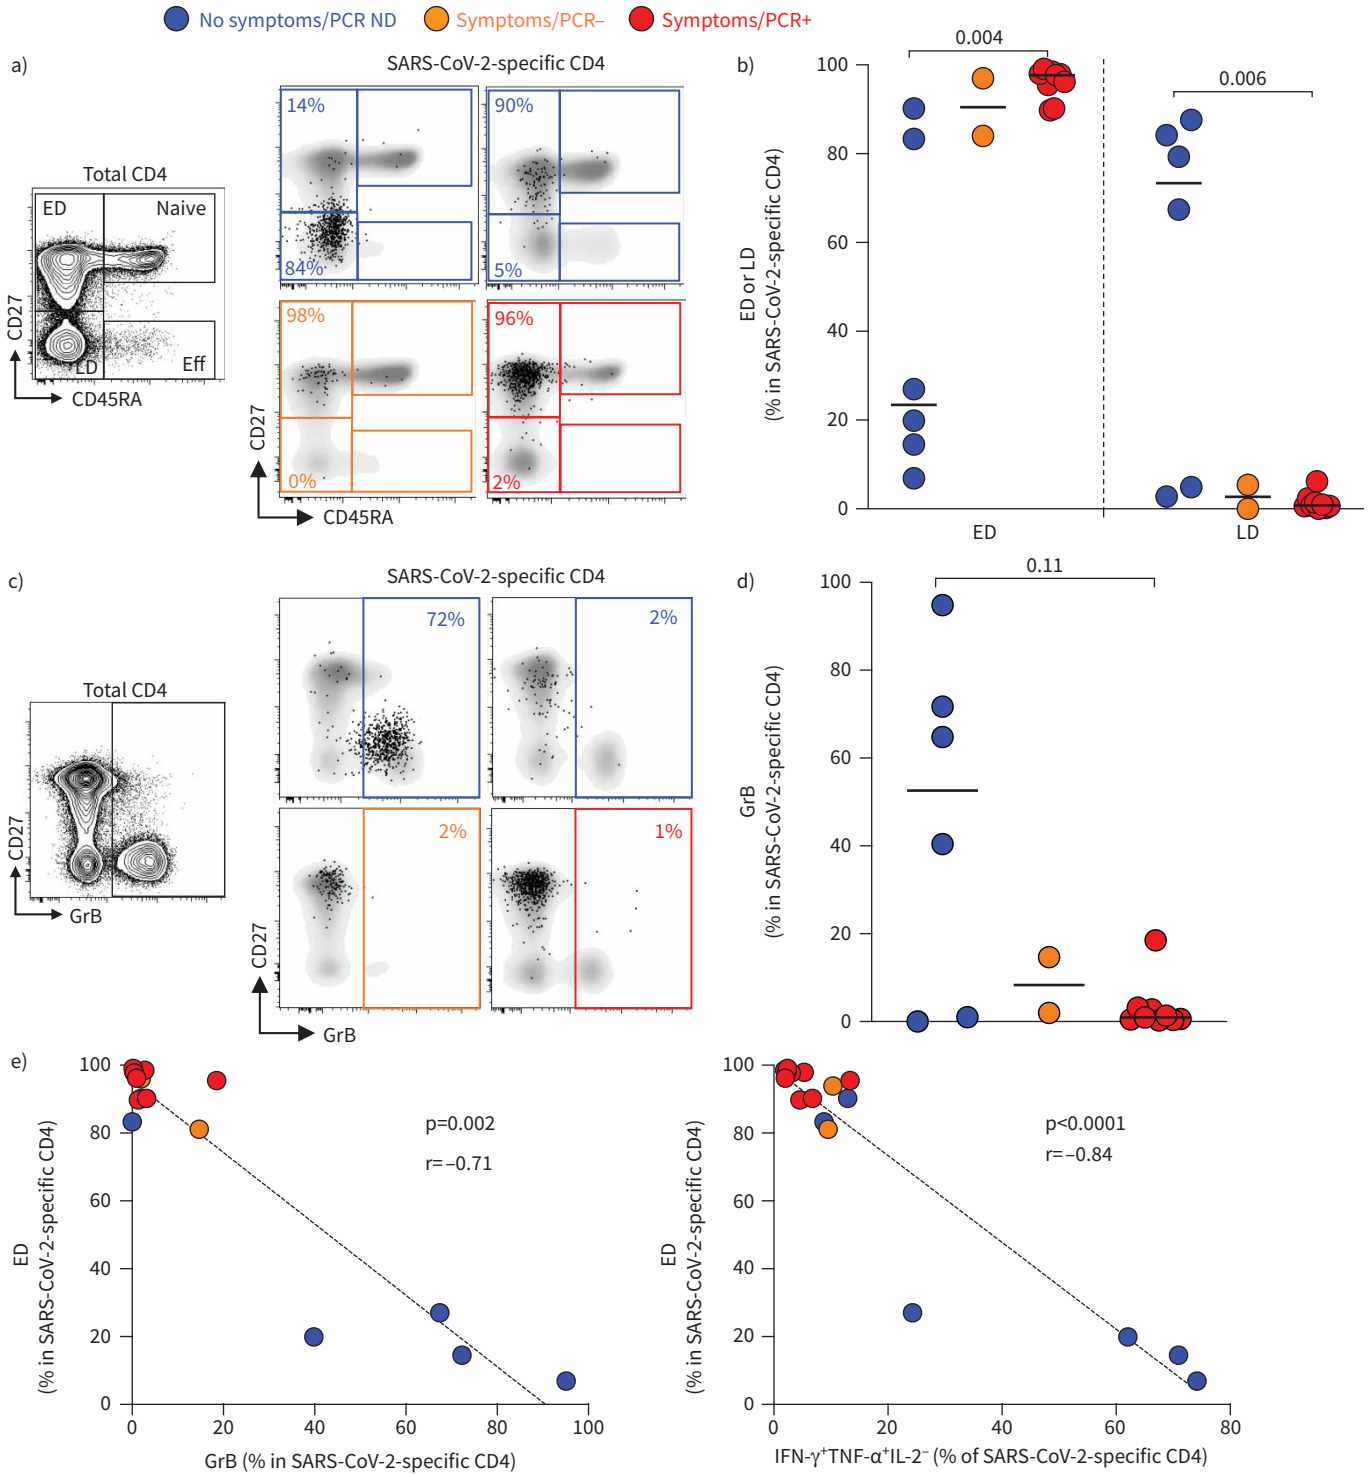 No symptoms/PCR ND Symptoms/PCR– Symptoms/PCR+
a)
SARS-CoV-2-specific CD4
Total CD4
ED Naive
LD Eff
CD27
CD45RA
14%
84%
90%
5%
98%
0%
96%
2%
CD27
CD45RA
b)
0.004
0.006
ED or LD
(% in SARS-CoV-2-specific CD4)
100
80
60
40
20
0
ED LD
c)
SARS-CoV-2-specific CD4
Total CD4
CD27
GrB
72%
2%
2%
1%
CD27
GrB
d)
0.11
GrB
(% in SARS-CoV-2-specific CD4)
100
80
60
40
20
0
e)
ED
(% in SARS-CoV-2-specific CD4)
100
80
60
40
20
0
p=0.002
r=–0.71
0 20 40 60 80 100
GrB (% in SARS-CoV-2-specific CD4)
ED
(% in SARS-CoV-2-specific CD4)
100
80
60
40
20
0
p<0.0001
r=–0.84
0 20 40 60 80
IFN-γ⁺TNF-α⁺IL-2⁻ (% of SARS-CoV-2-specific CD4)